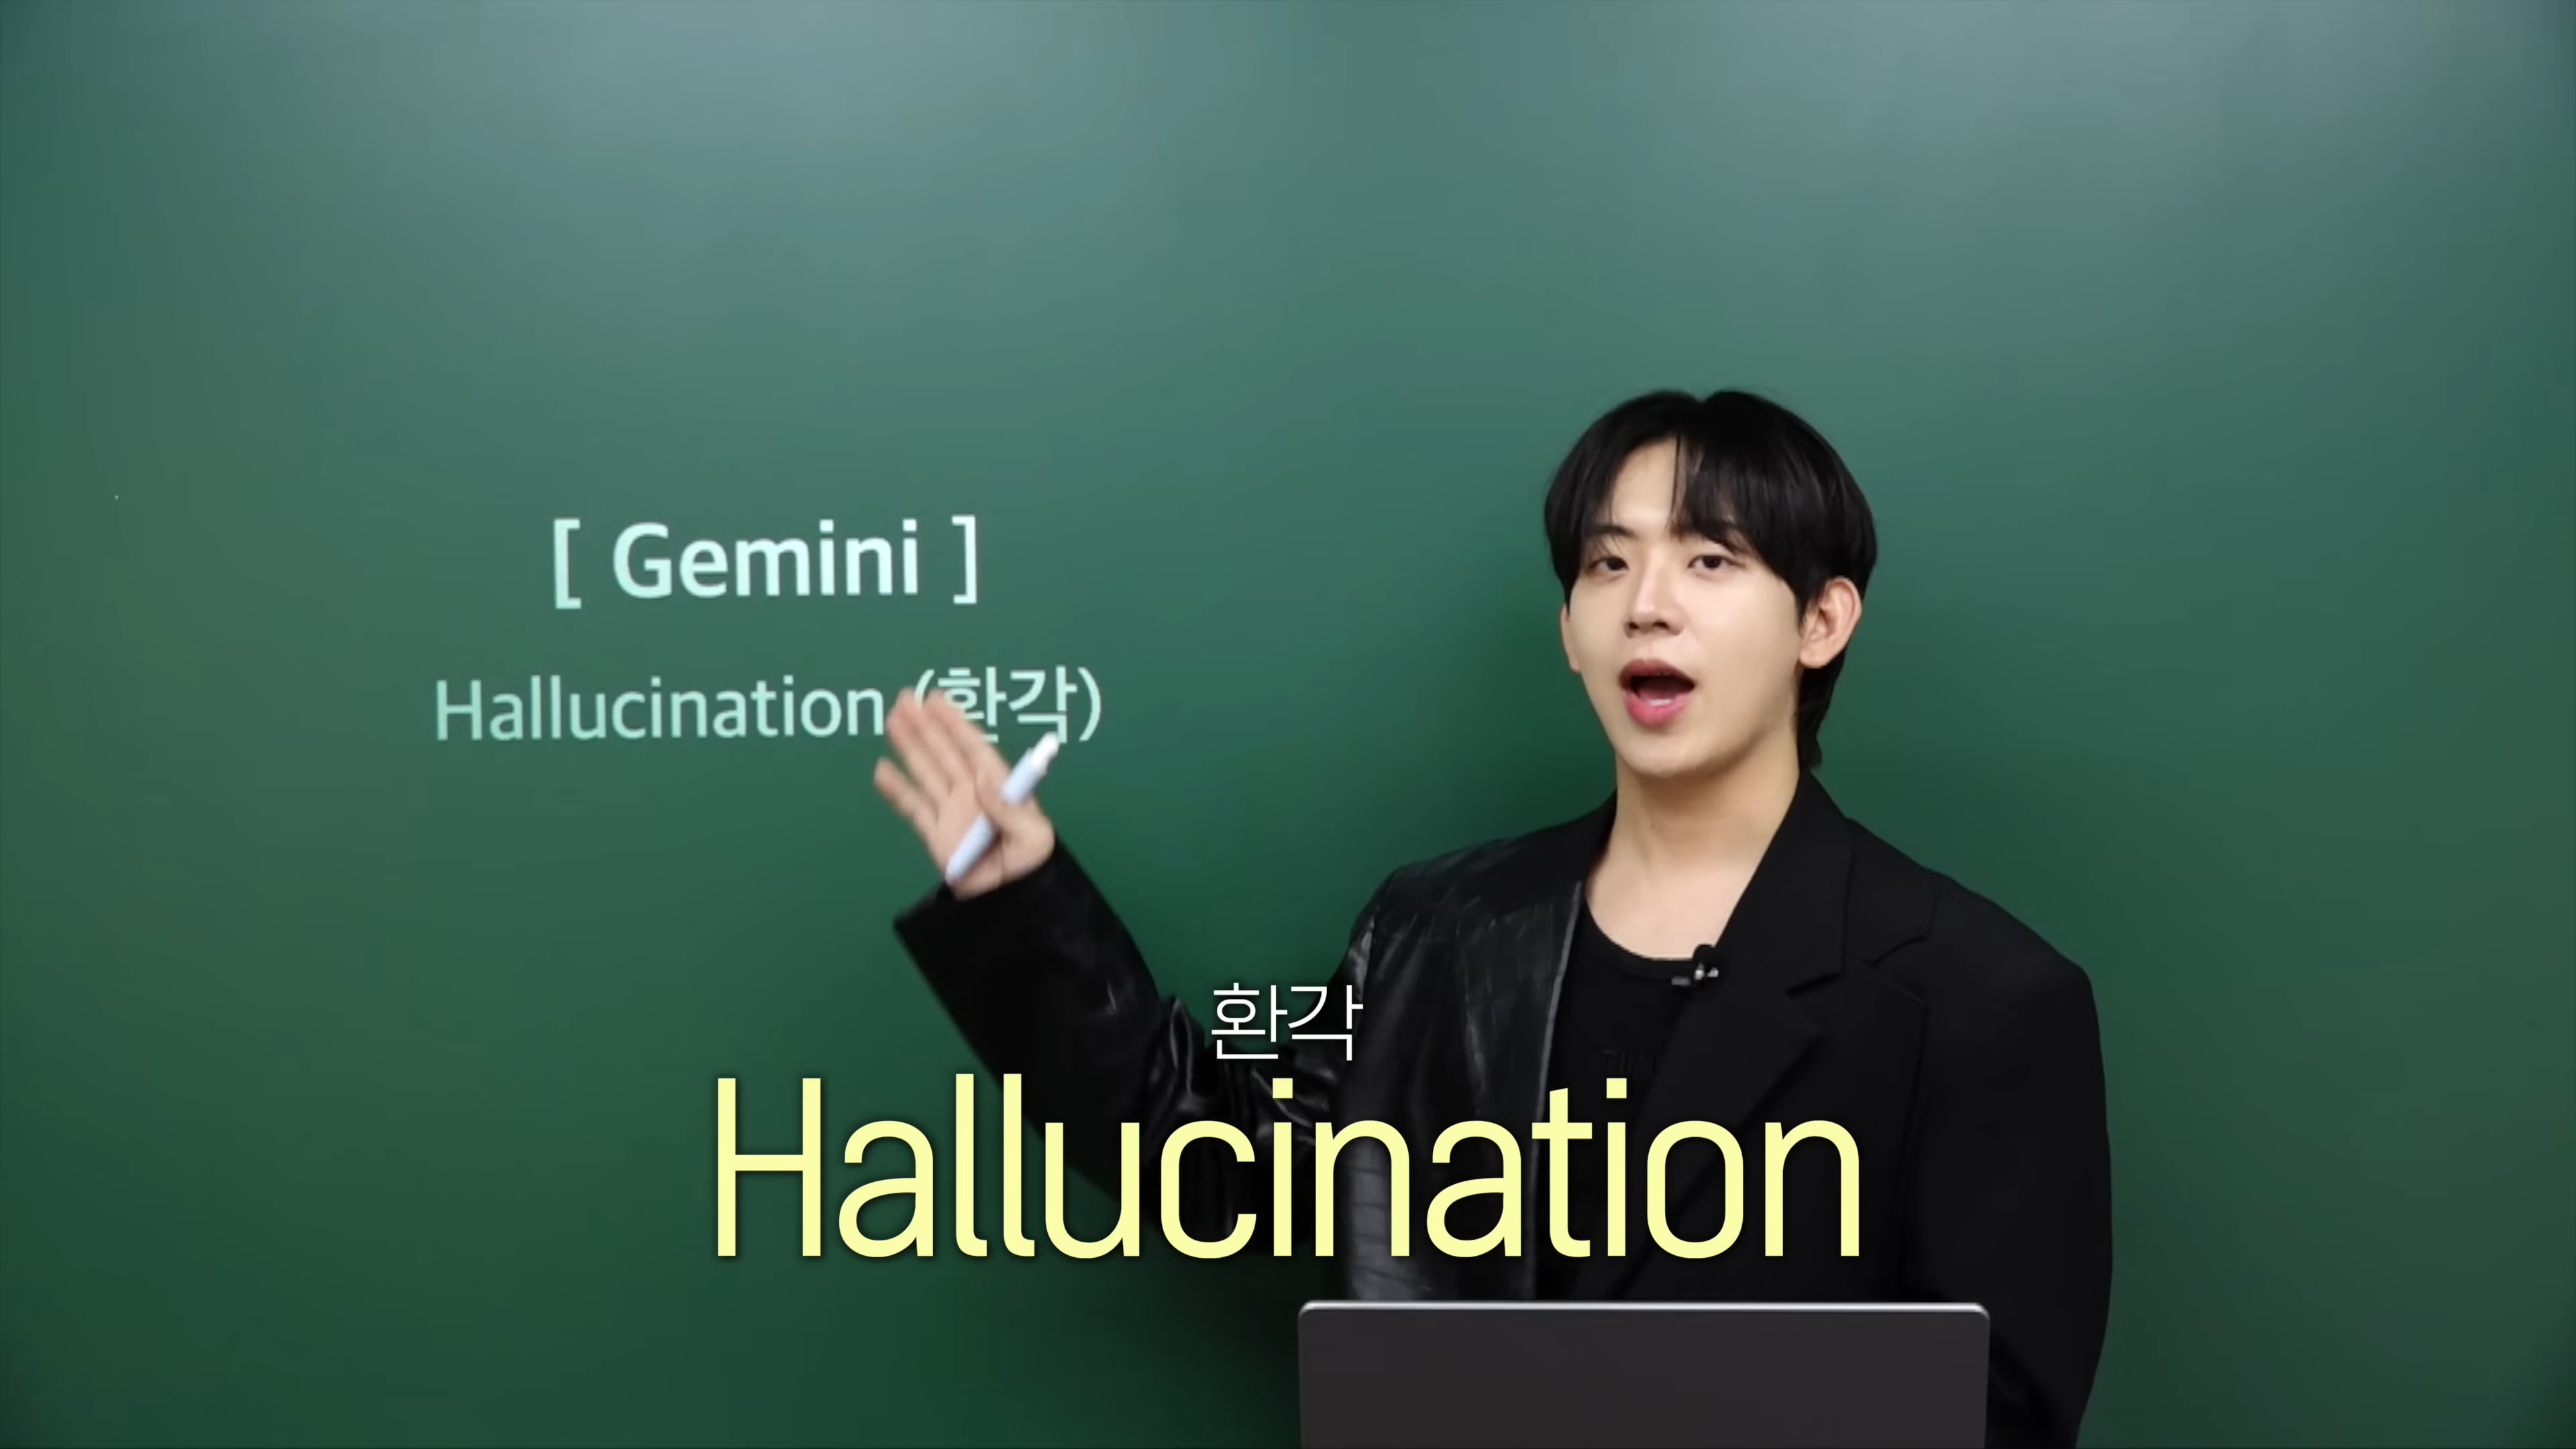 [ Gemini ]
Hallucination (환각)
환각
Hallucination